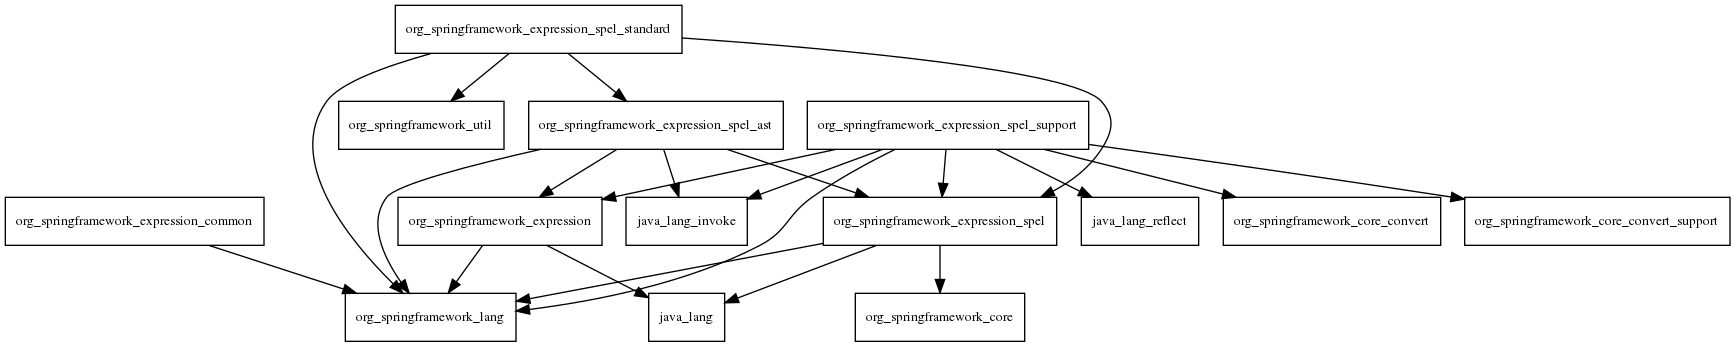 org_springframework_expression_spel_standard
org_springframework_util
org_springframework_expression_spel_ast
org_springframework_expression_spel_support
org_springframework_expression_common
org_springframework_expression
java_lang_invoke
org_springframework_expression_spel
java_lang_reflect
org_springframework_core_convert
org_springframework_core_convert_support
org_springframework_lang
java_lang
org_springframework_core